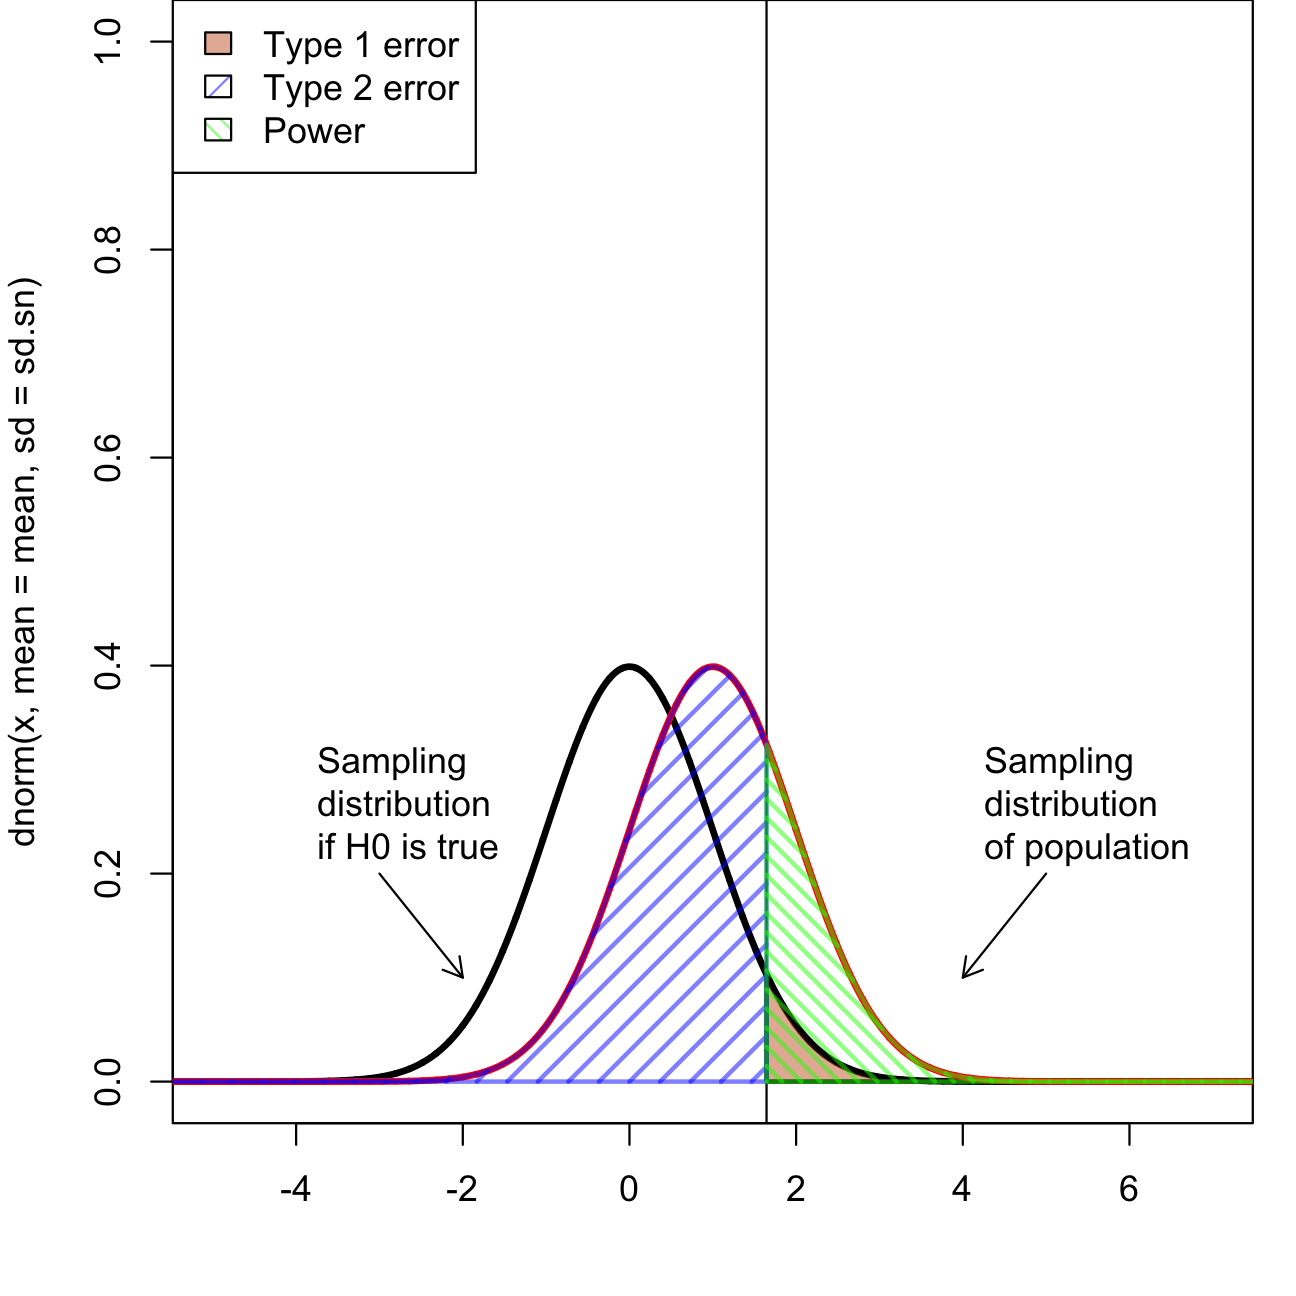 Type 1 error
Type 2 error
Power
1.0
0.8
0.6
0.4
0.2
0.0
dnorm(x, mean = mean, sd = sd.sn)
Sampling
distribution
if H0 is true
Sampling
distribution
of population
-4 -2 0 2 4 6